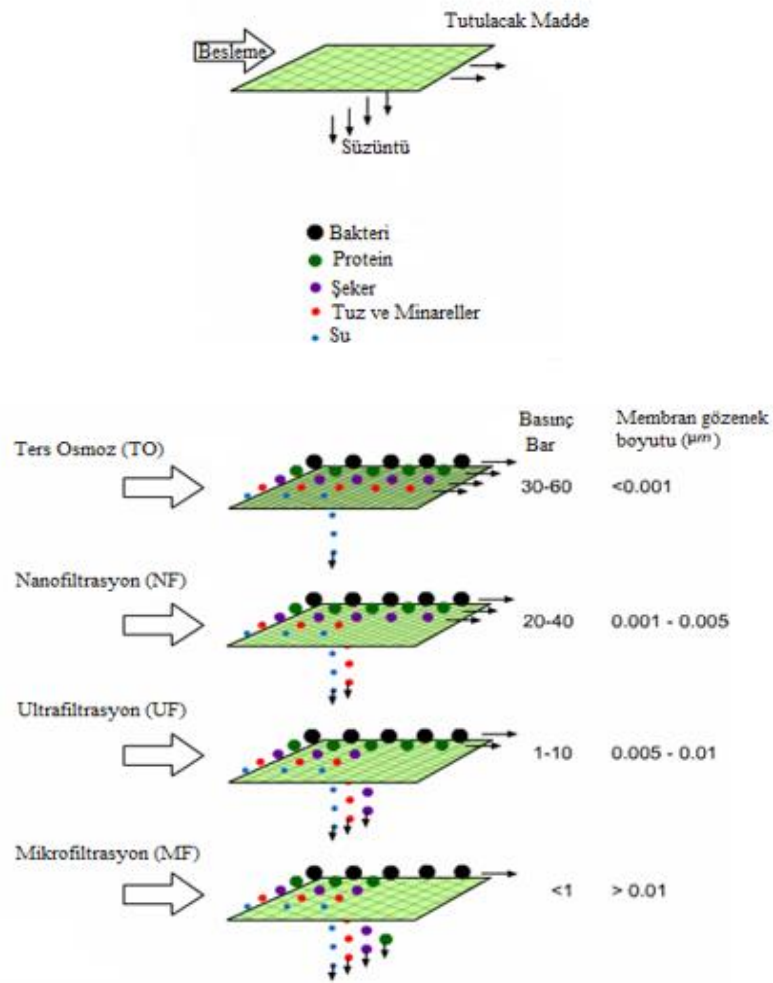 Tutulacak Madde
Besleme
Süzüntü
Bakteri
Protein
Şeker
Tuz ve Minareller
Su
Basınç
Bar
Membran gözenek
boyutu (μm)
Ters Osmoz (TO)
30-60
<0.001
Nanofiltrasyon (NF)
20-40
0.001 - 0.005
Ultrafiltrasyon (UF)
1-10
0.005 - 0.01
Mikrofiltrasyon (MF)
<1
> 0.01